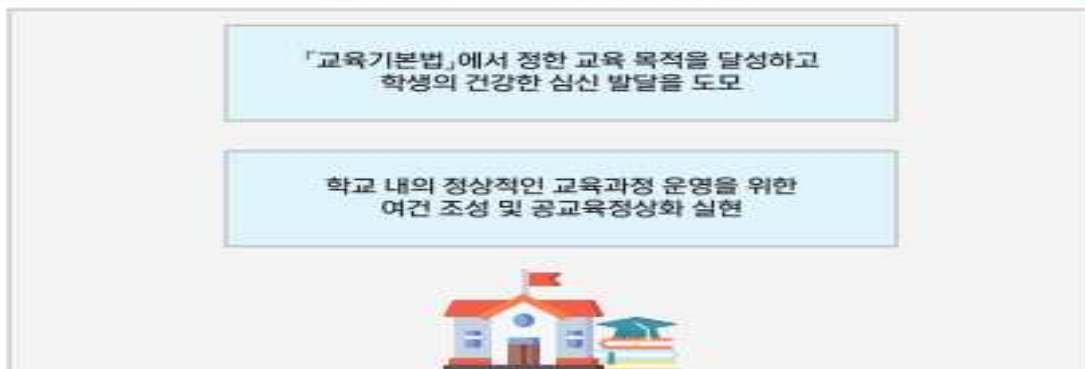 「교육기본법」에서 정한 교육 목적을 달성하고
학생의 건강한 심신 발달을 도모
학교 내의 정상적인 교육과정 운영을 위한
여건 조성 및 공교육정상화 실현